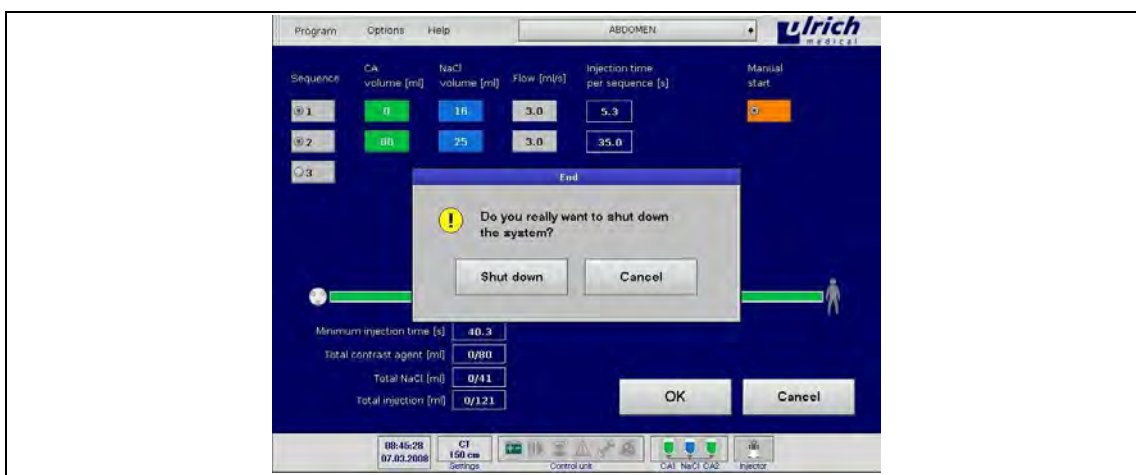 Program Options Help ABDOMEN ulrich
medical
Sequence CA volume [ml] NaCl volume [ml] Flow [ml/s] Injection time per sequence [s] Manual start
1 0 16 3.0 5.3
2 80 25 3.0 35.0
3
End
Do you really want to shut down
the system?
Shut down Cancel
Minimum injection time [s] 40.3
Total contrast agent [ml] 0/80
Total NaCl [ml] 0/41
Total injection [ml] 0/121
OK Cancel
08:45:28 CT
07.03.2008 150 cm
Settings Control unit CA1 NaCl CA2 Injector